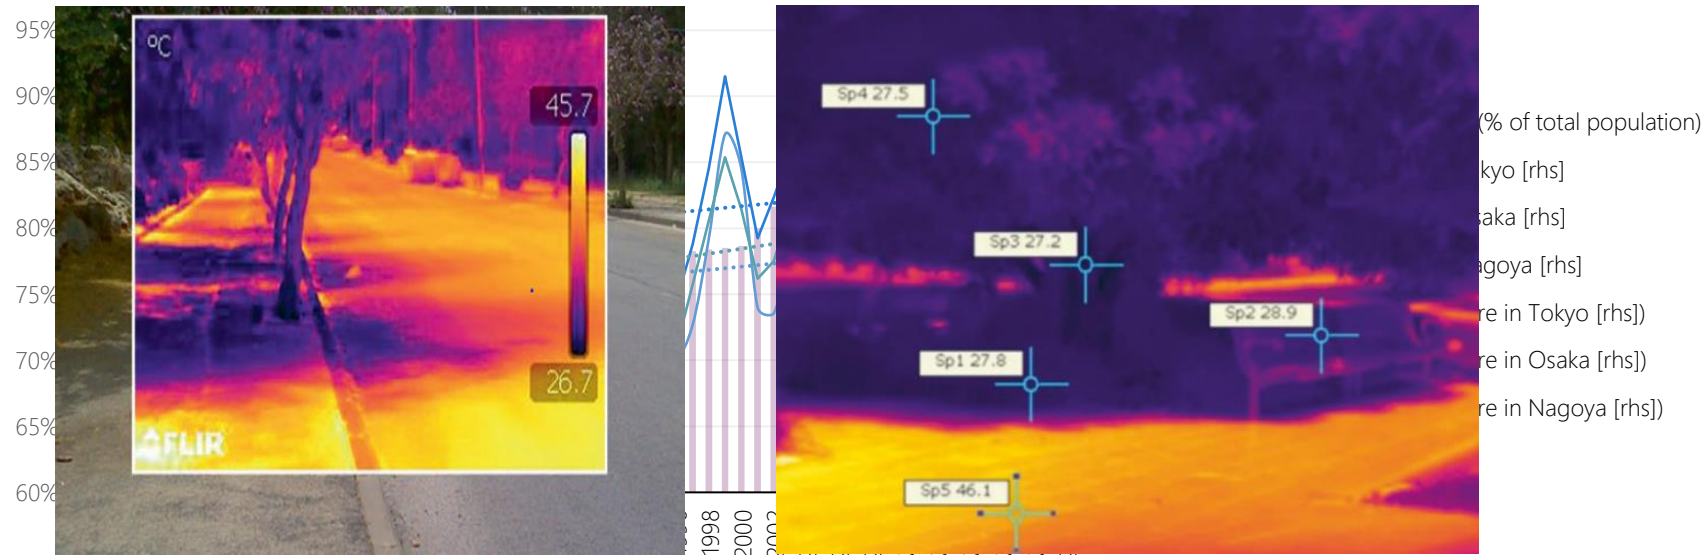 95%
90%
85%
80%
75%
70%
65%
60%
°C
45.7
26.7
FLIR
1998
2000
2002
Sp4 27.5
Sp3 27.2
Sp2 28.9
Sp1 27.8
Sp5 46.1
(% of total population)
kyo [rhs]
saka [rhs]
agoya [rhs]
re in Tokyo [rhs])
re in Osaka [rhs])
re in Nagoya [rhs])